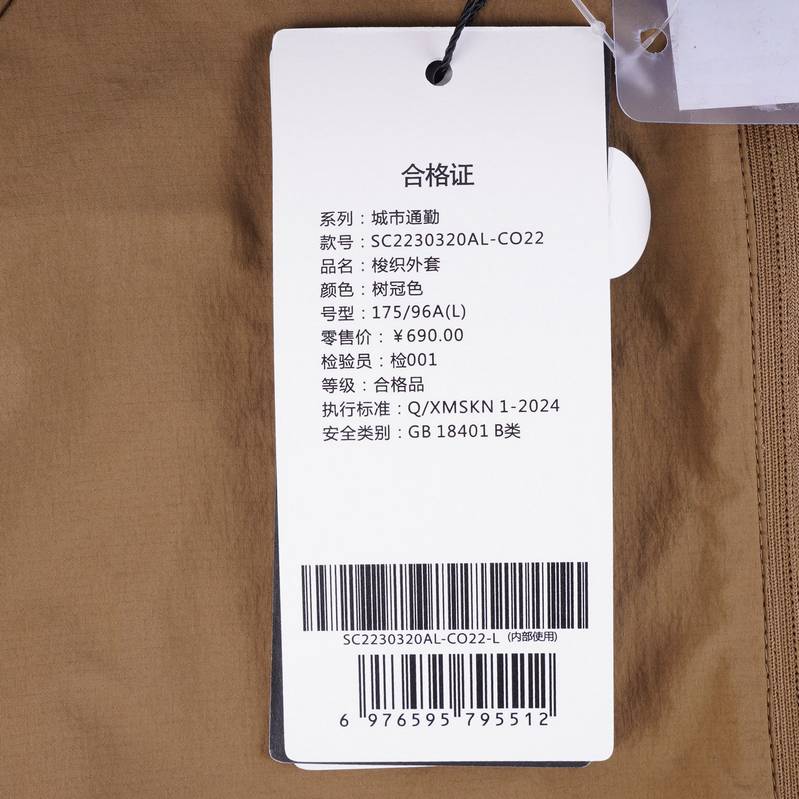 合格证
系列：城市通勤
款号：SC2230320AL-CO22
品名：梭织外套
颜色：树冠色
号型：175/96A(L)
零售价：￥690.00
检验员：检001
等级：合格品
执行标准：Q/XMSKN 1-2024
安全类别：GB 18401 B类
SC2230320AL-CO22-L (内部使用)
6 976595 795512